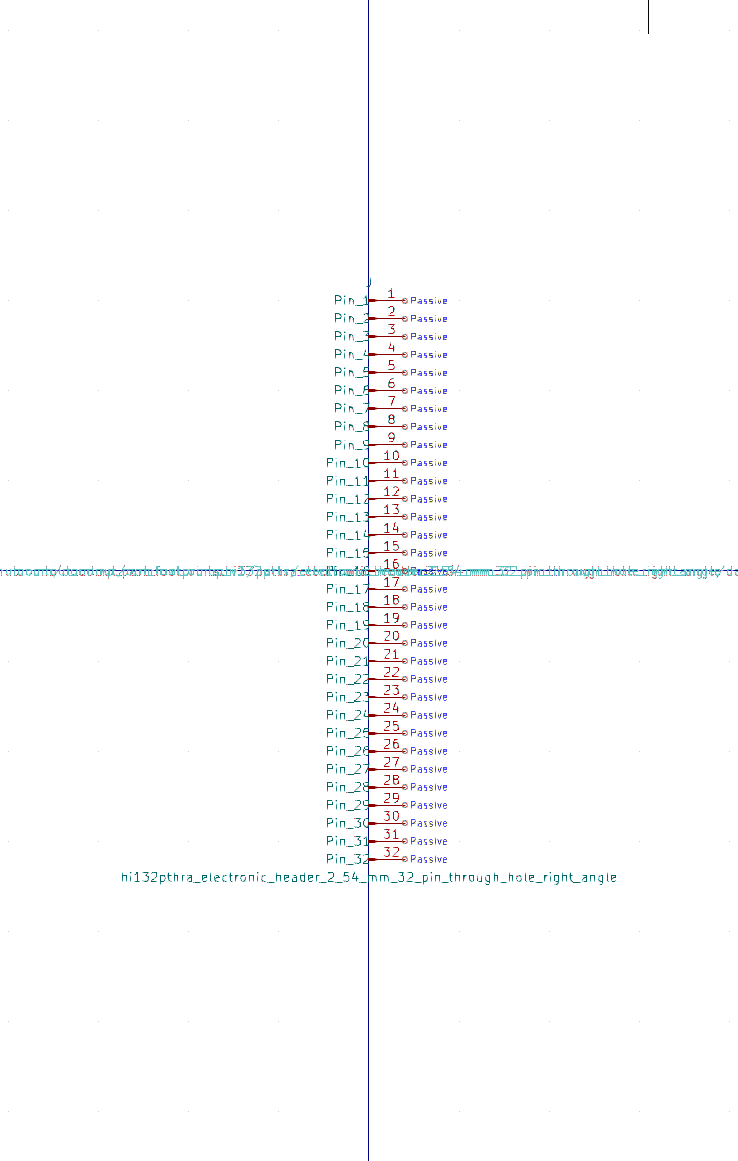 J
Pin_1 1 Passive
Pin_2 2 Passive
Pin_3 3 Passive
Pin_4 4 Passive
Pin_5 5 Passive
Pin_6 6 Passive
Pin_7 7 Passive
Pin_8 8 Passive
Pin_9 9 Passive
Pin_10 10 Passive
Pin_11 11 Passive
Pin_12 12 Passive
Pin_13 13 Passive
Pin_14 14 Passive
Pin_15 15 Passive
16
Pin_17 17 Passive
Pin_18 18 Passive
Pin_19 19 Passive
Pin_20 20 Passive
Pin_21 21 Passive
Pin_22 22 Passive
Pin_23 23 Passive
Pin_24 24 Passive
Pin_25 25 Passive
Pin_26 26 Passive
Pin_27 27 Passive
Pin_28 28 Passive
Pin_29 29 Passive
Pin_30 30 Passive
Pin_31 31 Passive
Pin_32 32 Passive
hi132pthra_electronic_header_2_54_mm_32_pin_through_hole_right_angle